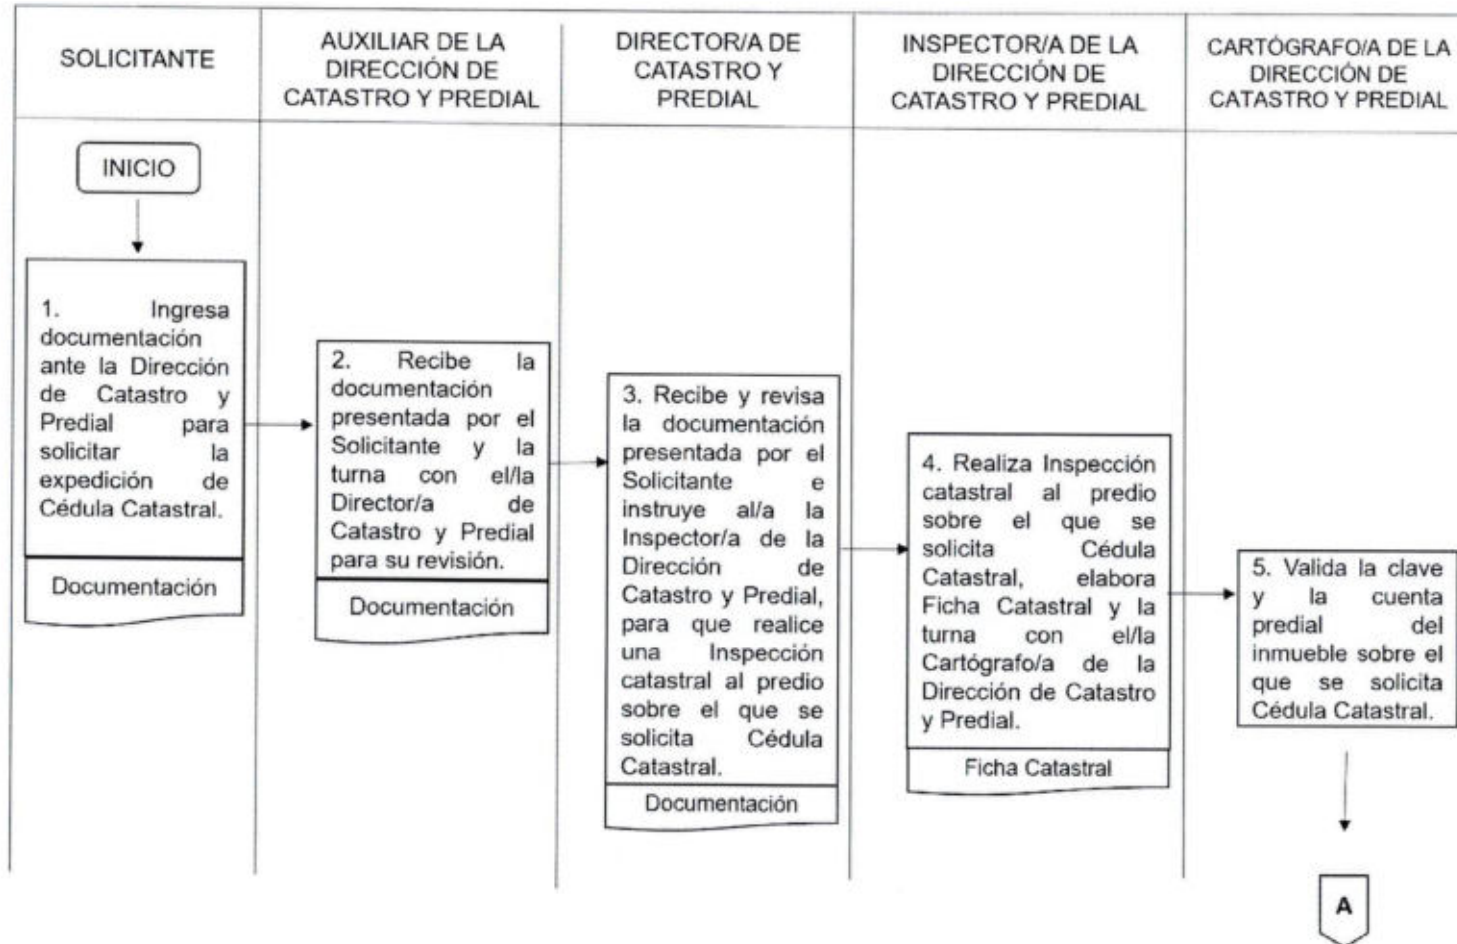 SOLICITANTE
AUXILIAR DE LA
DIRECCIÓN DE
CATASTRO Y PREDIAL
DIRECTOR/A DE
CATASTRO Y
PREDIAL
INSPECTOR/A DE LA
DIRECCIÓN DE
CATASTRO Y PREDIAL
CARTÓGRAFO/A DE LA
DIRECCIÓN DE
CATASTRO Y PREDIAL
INICIO
1. Ingresa
documentación
ante la Dirección
de Catastro y
Predial para
solicitar la
expedición de
Cédula Catastral.
Documentación
2. Recibe la
documentación
presentada por el
Solicitante y la
turna con el/la
Director/a de
Catastro y Predial
para su revisión.
Documentación
3. Recibe y revisa
la documentación
presentada por el
Solicitante e
instruye al/a la
Inspector/a de la
Dirección de
Catastro y Predial,
para que realice
una Inspección
catastral al predio
sobre el que se
solicita Cédula
Catastral.
Documentación
4. Realiza Inspección
catastral al predio
sobre el que se
solicita Cédula
Catastral, elabora
Ficha Catastral y la
turna con el/la
Cartógrafo/a de la
Dirección de Catastro
y Predial.
Ficha Catastral
5. Valida la clave
y la cuenta
predial del
inmueble sobre el
que se solicita
Cédula Catastral.
A